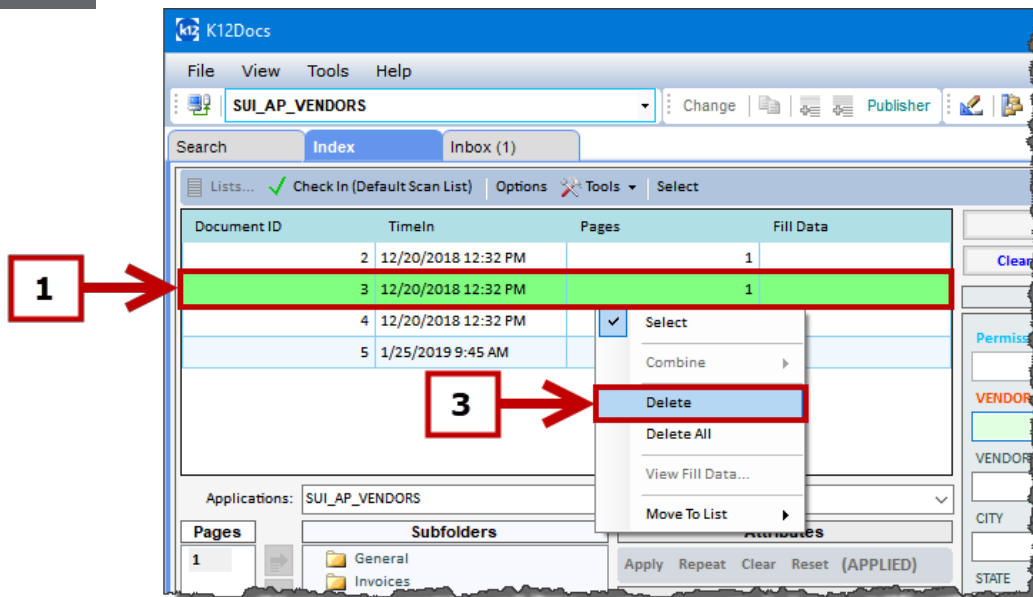 k12 K12Docs
File View Tools Help
SUI_AP_VENDORS Change Publisher
Search Index Inbox (1)
Lists... Check In (Default Scan List) Options Tools Select
Document ID TimeIn Pages Fill Data
2 12/20/2018 12:32 PM 1
Clear
1
3 12/20/2018 12:32 PM 1
4 12/20/2018 12:32 PM
Select
5 1/25/2019 9:45 AM
Combine
3
Delete
Delete All
View Fill Data...
Move To List
Permiss
VENDOR
VENDOR
CITY
STATE
Applications: SUI_AP_VENDORS
Pages Subfolders Attributes
1 General
Invoices
Apply Repeat Clear Reset (APPLIED)